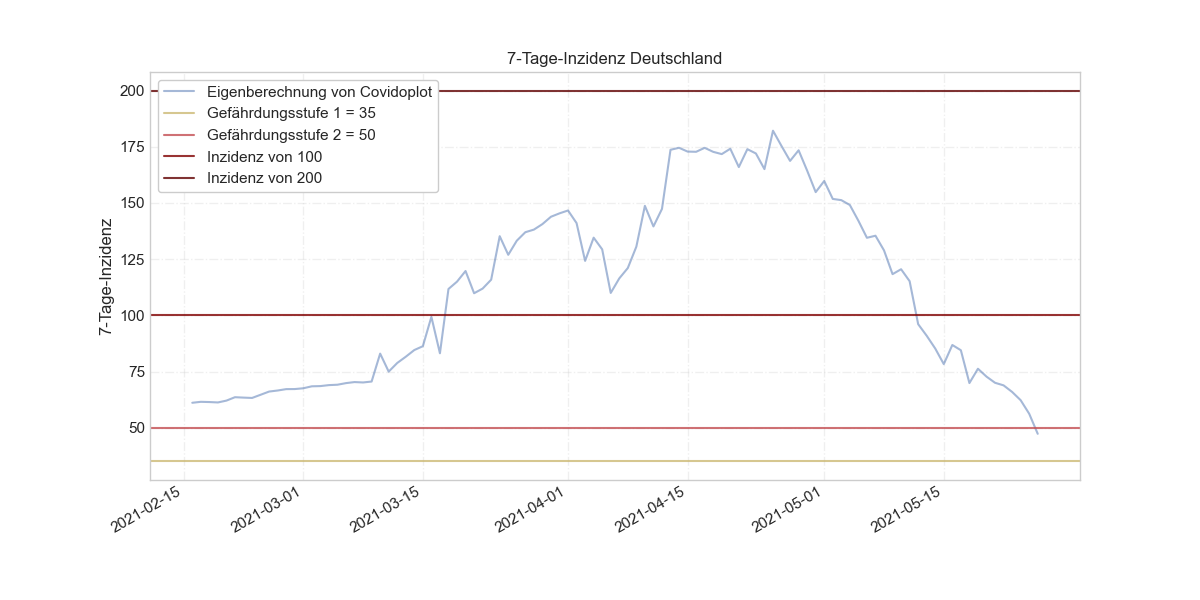 7-Tage-Inzidenz Deutschland
Eigenberechnung von Covidoplot
Gefährdungsstufe 1 = 35
Gefährdungsstufe 2 = 50
Inzidenz von 100
Inzidenz von 200
7-Tage-Inzidenz
200
175
150
125
100
75
50
2021-02-15
2021-03-01
2021-03-15
2021-04-01
2021-04-15
2021-05-01
2021-05-15